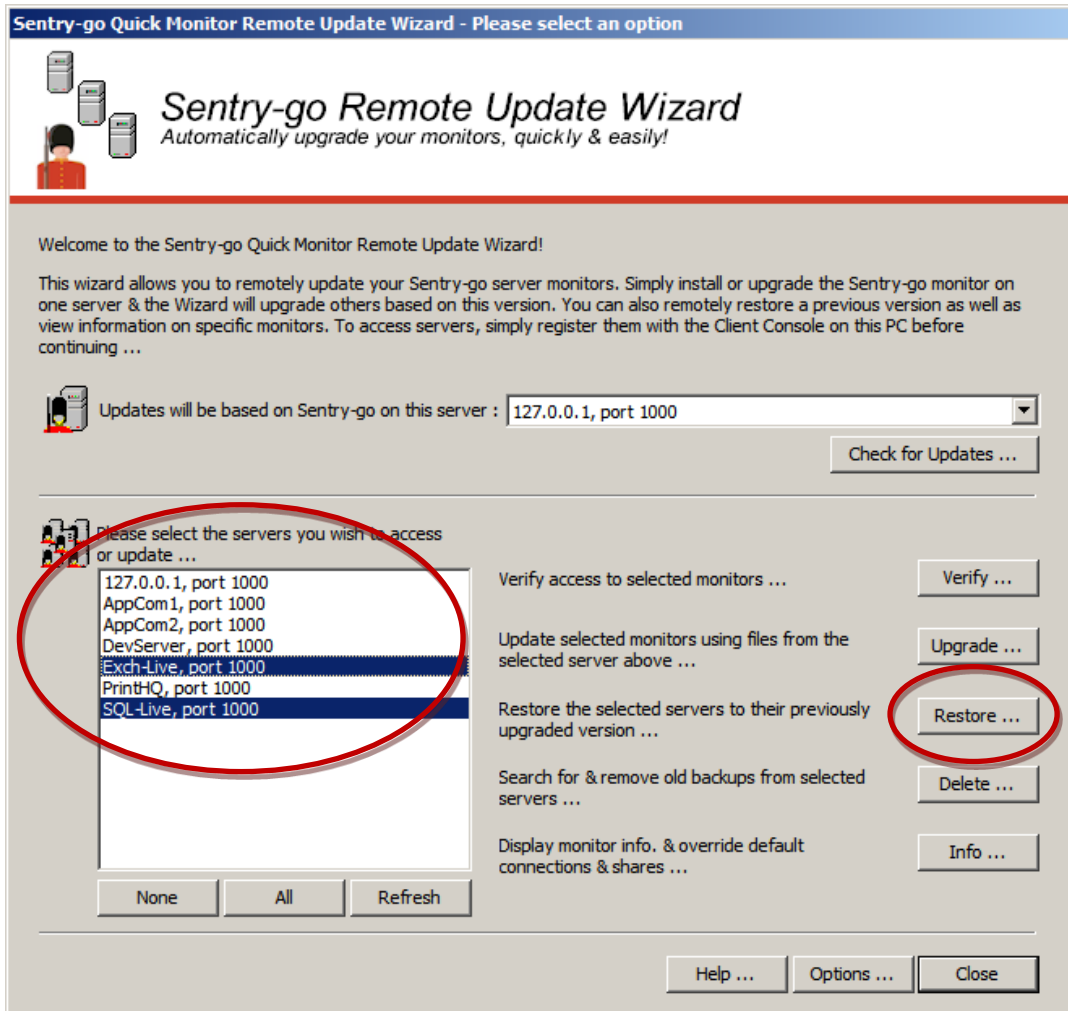 Sentry-go Quick Monitor Remote Update Wizard - Please select an option
Sentry-go Remote Update Wizard
Automatically upgrade your monitors, quickly & easily!
Welcome to the Sentry-go Quick Monitor Remote Update Wizard!
This wizard allows you to remotely update your Sentry-go server monitors. Simply install or upgrade the Sentry-go monitor on
one server & the Wizard will upgrade others based on this version. You can also remotely restore a previous version as well as
view information on specific monitors. To access servers, simply register them with the Client Console on this PC before
continuing ...
Updates will be based on Sentry-go on this server : 127.0.0.1, port 1000
Check for Updates ...
Please select the servers you wish to access
or update ...
127.0.0.1, port 1000
AppCom1, port 1000
AppCom2, port 1000
DevServer, port 1000
Exch-Live, port 1000
PrintHQ, port 1000
SQL-Live, port 1000
None All Refresh
Verify access to selected monitors ... Verify ...
Update selected monitors using files from the
selected server above ... Upgrade ...
Restore the selected servers to their previously
upgraded version ... Restore ...
Search for & remove old backups from selected
servers ... Delete ...
Display monitor info. & override default
connections & shares ... Info ...
Help ... Options ... Close